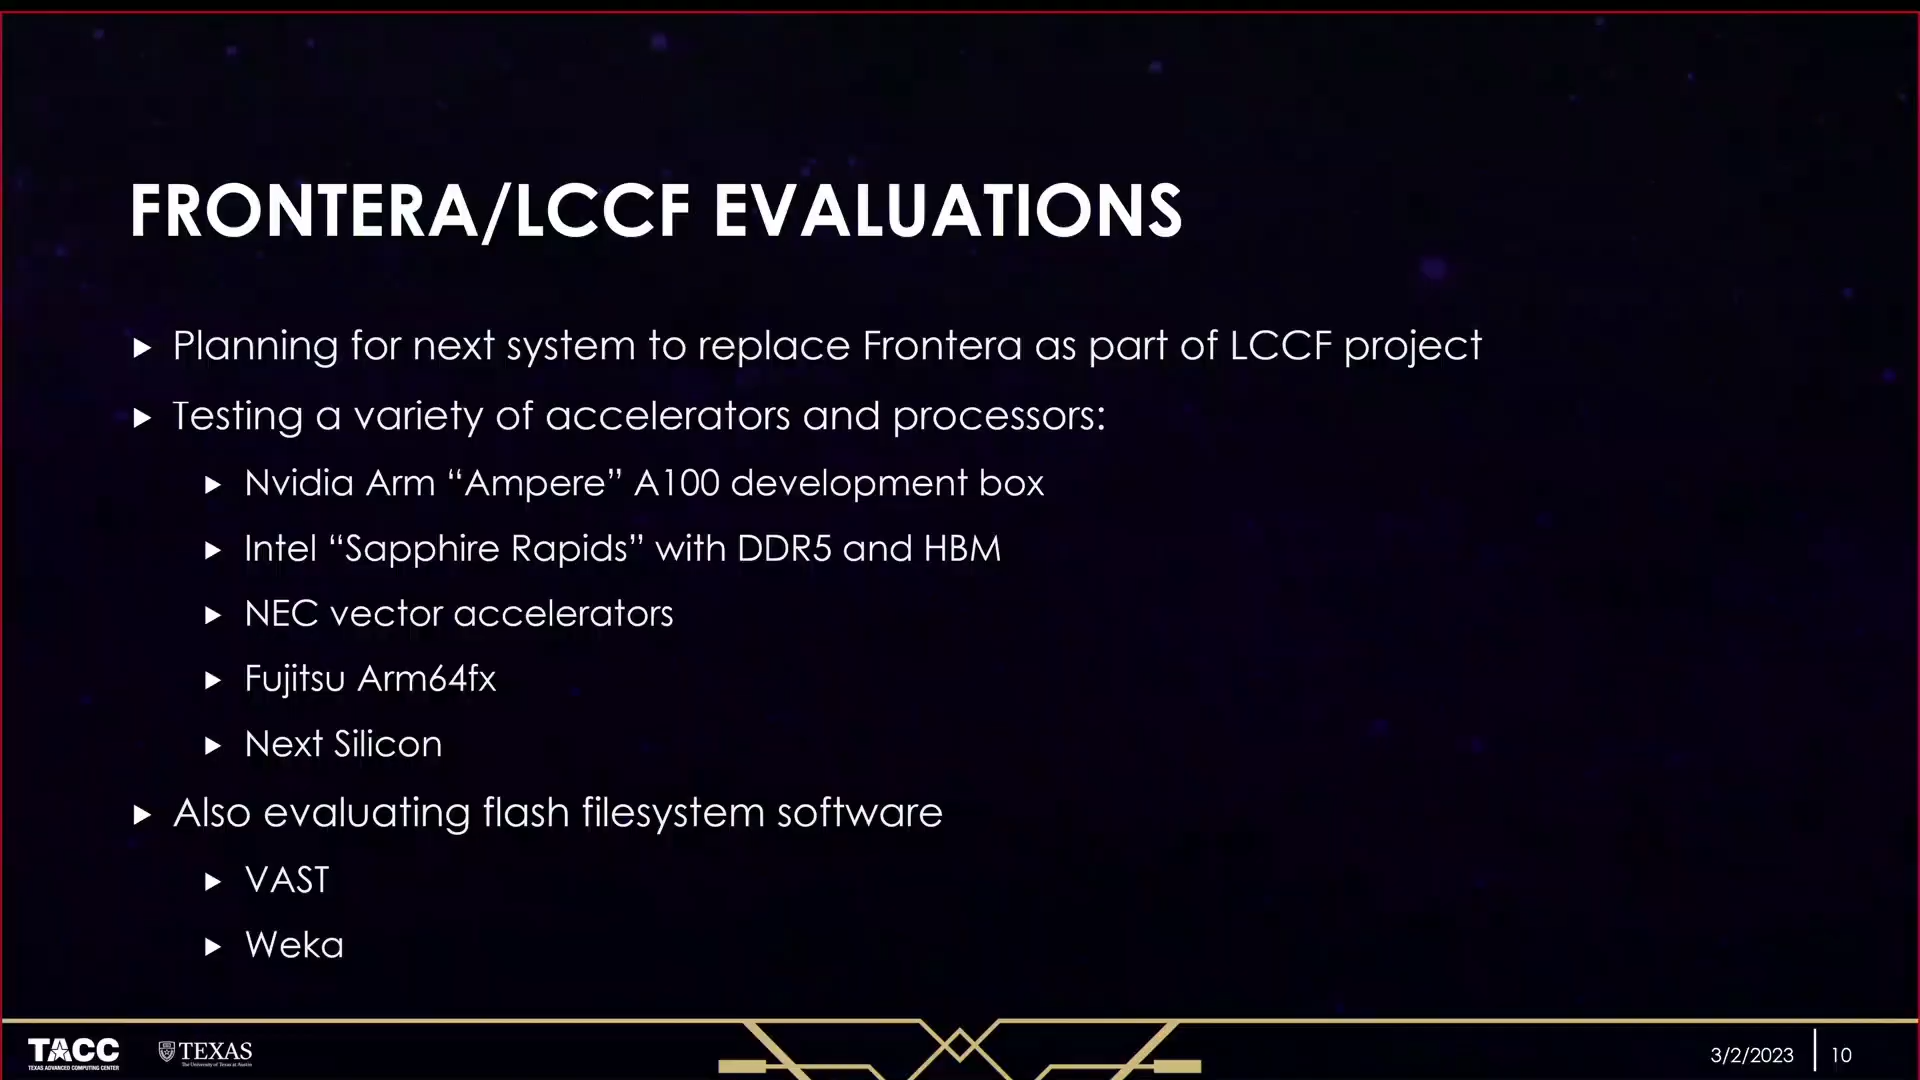 FRONTERA/LCCF EVALUATIONS
Planning for next system to replace Frontera as part of LCCF project
Testing a variety of accelerators and processors:
Nvidia Arm “Ampere” A100 development box
Intel “Sapphire Rapids” with DDR5 and HBM
NEC vector accelerators
Fujitsu Arm64fx
Next Silicon
Also evaluating flash filesystem software
VAST
Weka
TACC
TEXAS ADVANCED COMPUTING CENTER
TEXAS
The University of Texas at Austin
3/2/2023
10